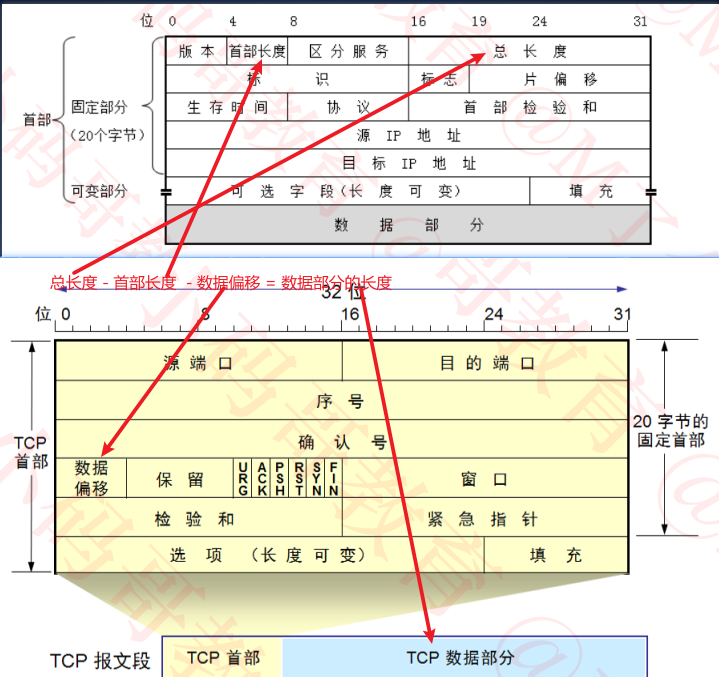 位 0 4 8 16 19 24 31
版 本 首部长度 区 分 服 务 总 长 度
标 识 标 志 片 偏 移
首部 固定部分 生 存 时 间 协 议 首 部 检 验 和
(20个字节) 源 IP 地 址
目 标 IP 地 址
可变部分 可 选 字 段 (长 度 可 变) 填 充
数 据 部 分
总长度 - 首部长度 - 数据偏移 = 数据部分的长度
32 位
位 0 8 16 24 31
源 端 口 目 的 端 口
序 号
TCP 首部 确 认 号 20 字节的 固定首部
数据 偏移 保 留 URG ACK PSH RST SYN FIN 窗 口
检 验 和 紧 急 指 针
选 项 (长 度 可 变) 填 充
TCP 报文段 TCP 首部 TCP 数据部分